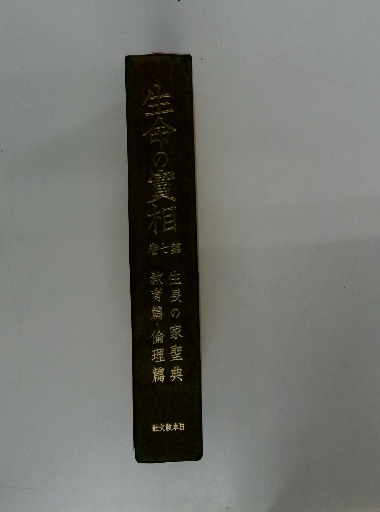 生命の實相
第七卷
生長の家聖典
教育篇・倫理篇
日本教文社